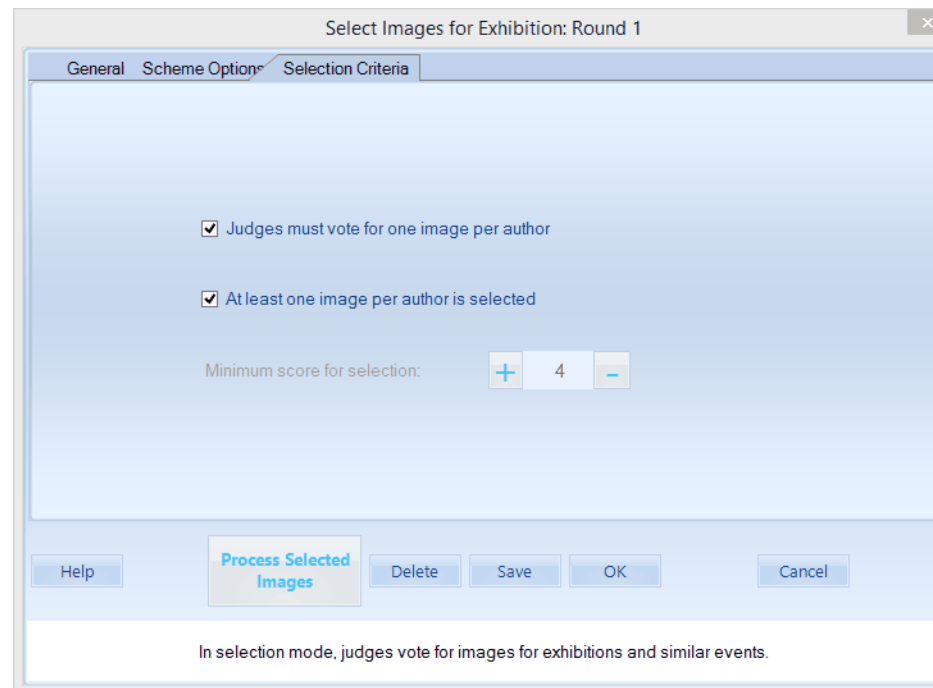 Select Images for Exhibition: Round 1
General Scheme Options Selection Criteria
Judges must vote for one image per author
At least one image per author is selected
Minimum score for selection: + 4 -
Help Process Selected Images Delete Save OK Cancel
In selection mode, judges vote for images for exhibitions and similar events.